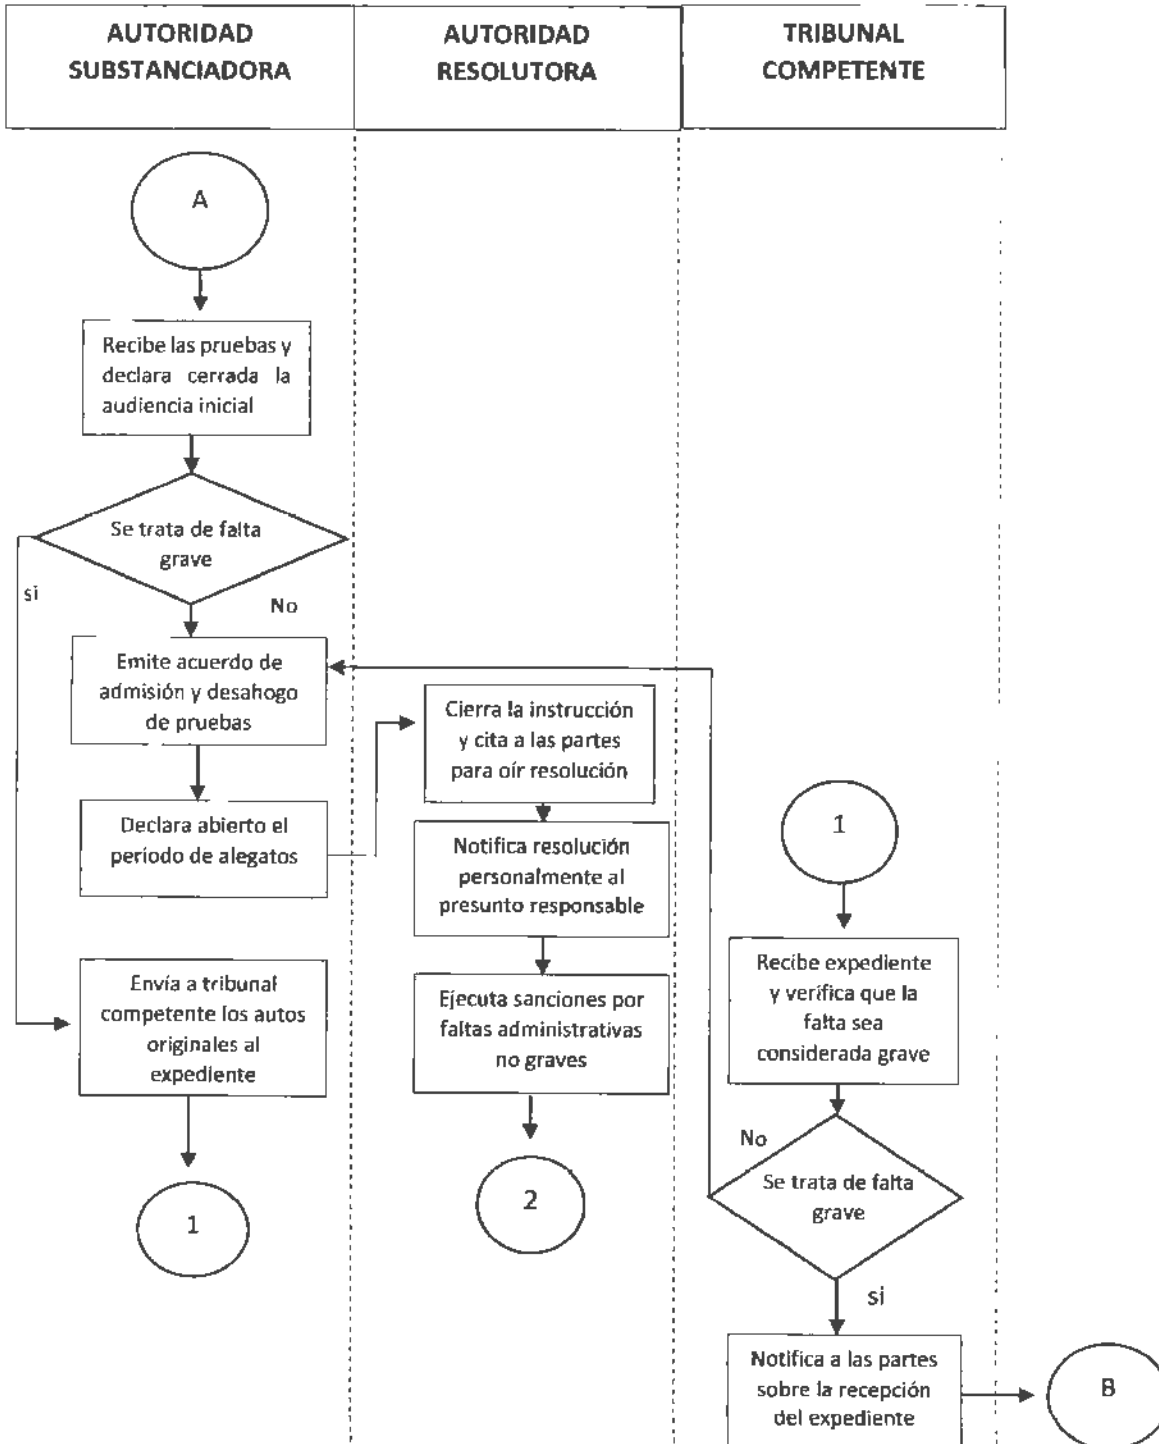 AUTORIDAD
SUBSTANCIADORA
AUTORIDAD
RESOLUTORA
TRIBUNAL
COMPETENTE
A
Recibe las pruebas y
declara cerrada la
audiencia inicial
Se trata de falta
grave
si
No
Emite acuerdo de
admisión y desahogo
de pruebas
Declara abierto el
período de alegatos
Envía a tribunal
competente los autos
originales al
expediente
1
Cierra la instrucción
y cita a las partes
para oír resolución
Notifica resolución
personalmente al
presunto responsable
Ejecuta sanciones por
faltas administrativas
no graves
2
1
Recibe expediente
y verifica que la
falta sea
considerada grave
No
Se trata de falta
grave
si
Notifica a las partes
sobre la recepción
del expediente
B